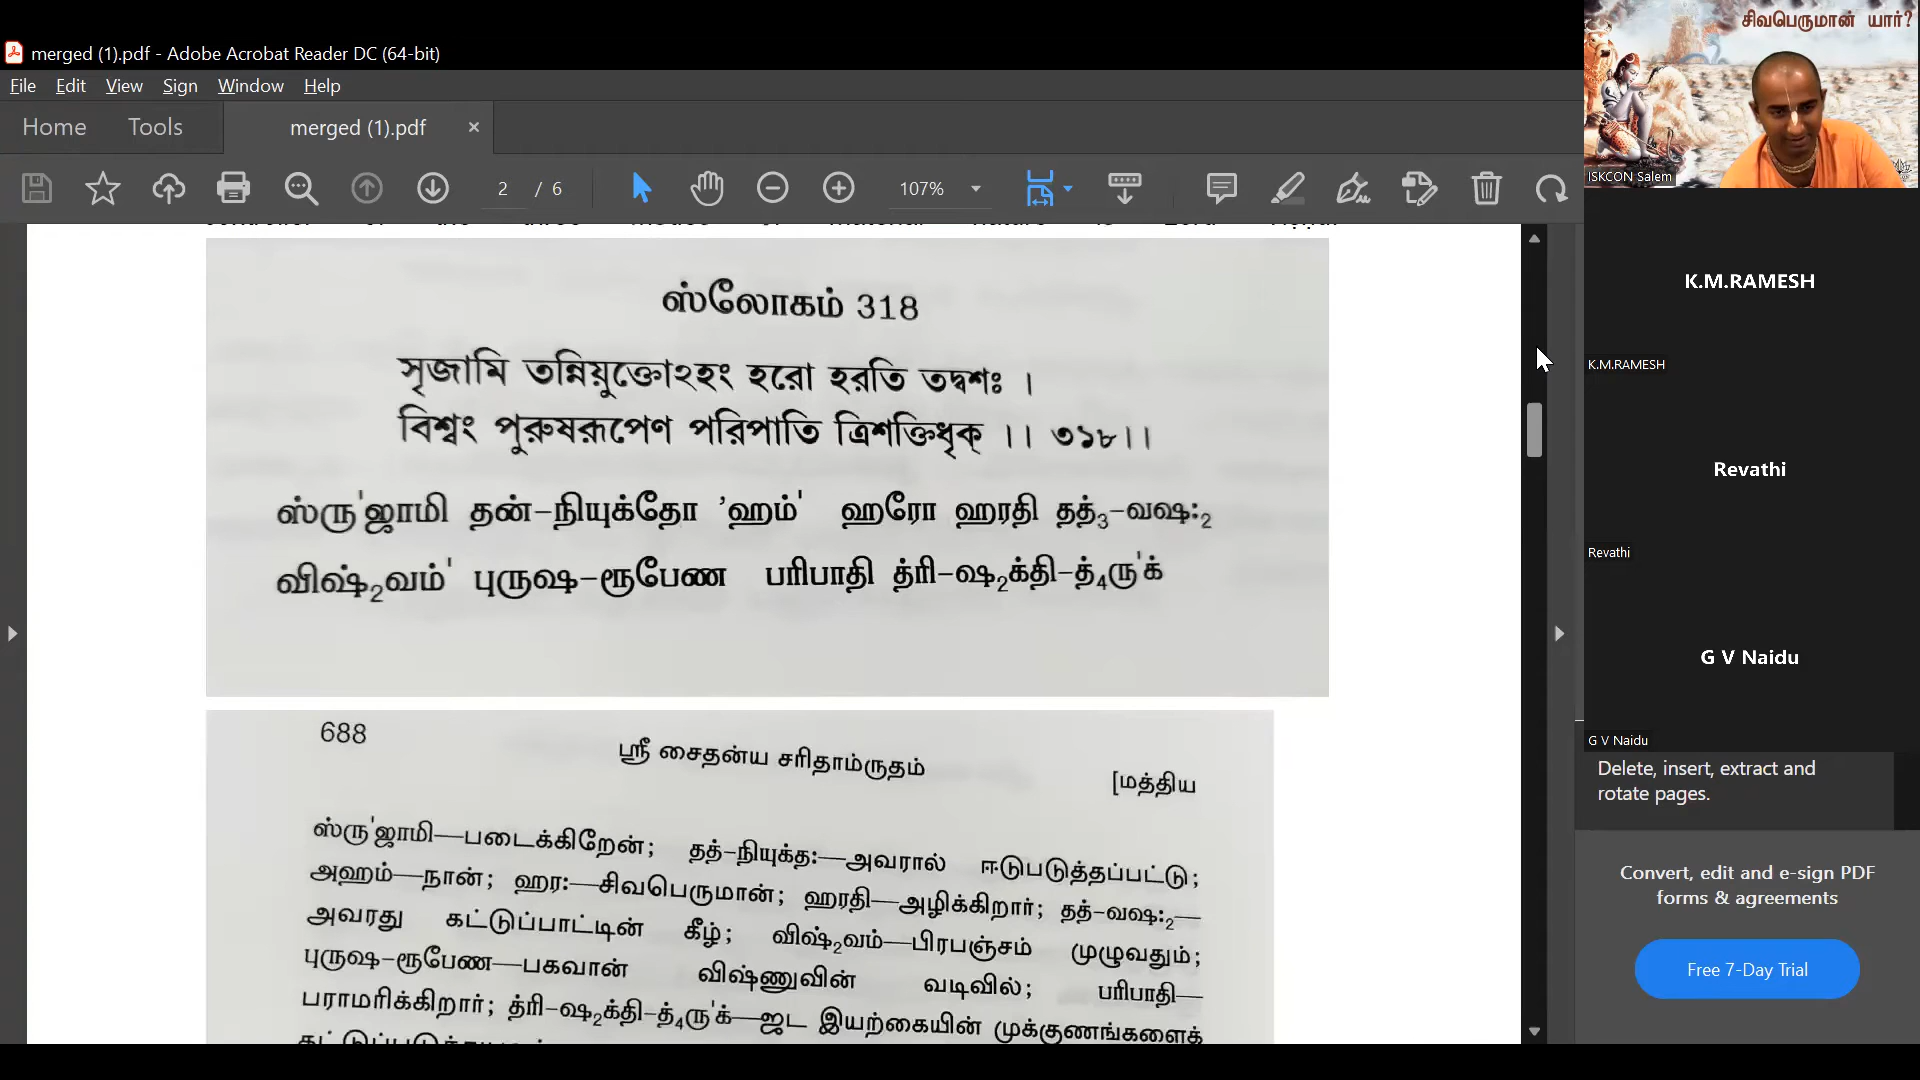 merged (1).pdf - Adobe Acrobat Reader DC (64-bit)
File Edit View Sign Window Help
Home Tools merged (1).pdf ×
2 / 6 107%
ஸ்லோகம் 318
সৃজামি তন্নিযুক্তোঽহং হরো হরতি তদ্বশঃ ।
বিশ্বং পুরুষরূপেণ পরিপাতি ত্রিশক্তিধৃক্ ।। ৩১৮।।
ஸ்ரு'ஜாமி தன்-நியுக்தோ 'ஹம்' ஹரோ ஹரதி தத்3-வஷ:2
விஷ்2வம்' புருஷ-ரூபேண பரிபாதி த்ரி-ஷ2க்தி-த்4ரு'க்
688
ஸ்ரீ சைதன்ய சரிதாம்ருதம்
[மத்திய
ஸ்ரு'ஜாமி—படைக்கிறேன்; தத்-நியுக்த:—அவரால் ஈடுபடுத்தப்பட்டு;
அஹம்—நான்; ஹர:—சிவபெருமான்; ஹரதி—அழிக்கிறார்; தத்-வஷ:2—
அவரது கட்டுப்பாட்டின் கீழ்; விஷ்2வம்—பிரபஞ்சம் முழுவதும்;
புருஷ-ரூபேண—பகவான் விஷ்ணுவின் வடிவில்; பரிபாதி—
பராமரிக்கிறார்; த்ரி-ஷ2க்தி-த்4ரு'க்—ஜட இயற்கையின் முக்குணங்களைக்
சிவபெருமான் யார்?
ISKCON Salem
K.M.RAMESH
K.M.RAMESH
Revathi
Revathi
G V Naidu
G V Naidu
Delete, insert, extract and
rotate pages.
Convert, edit and e-sign PDF
forms & agreements
Free 7-Day Trial